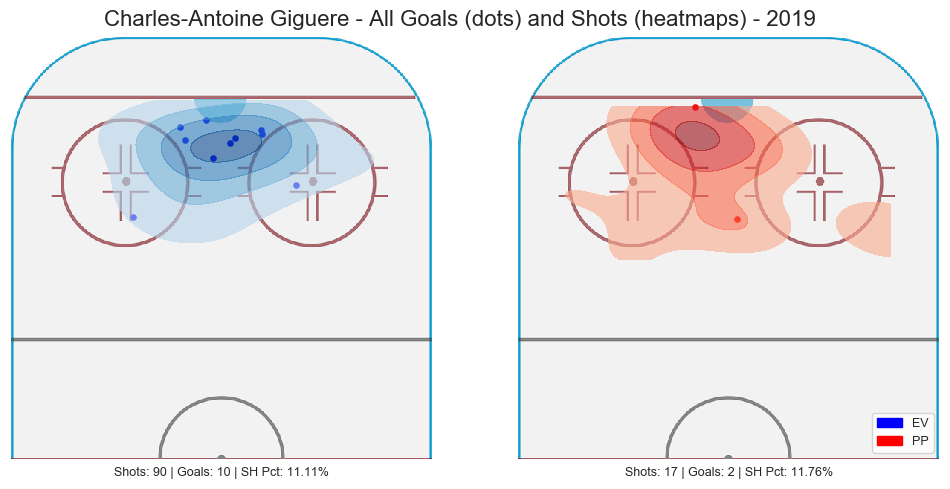 Charles-Antoine Giguere - All Goals (dots) and Shots (heatmaps) - 2019
EV
PP
Shots: 90 | Goals: 10 | SH Pct: 11.11%
Shots: 17 | Goals: 2 | SH Pct: 11.76%